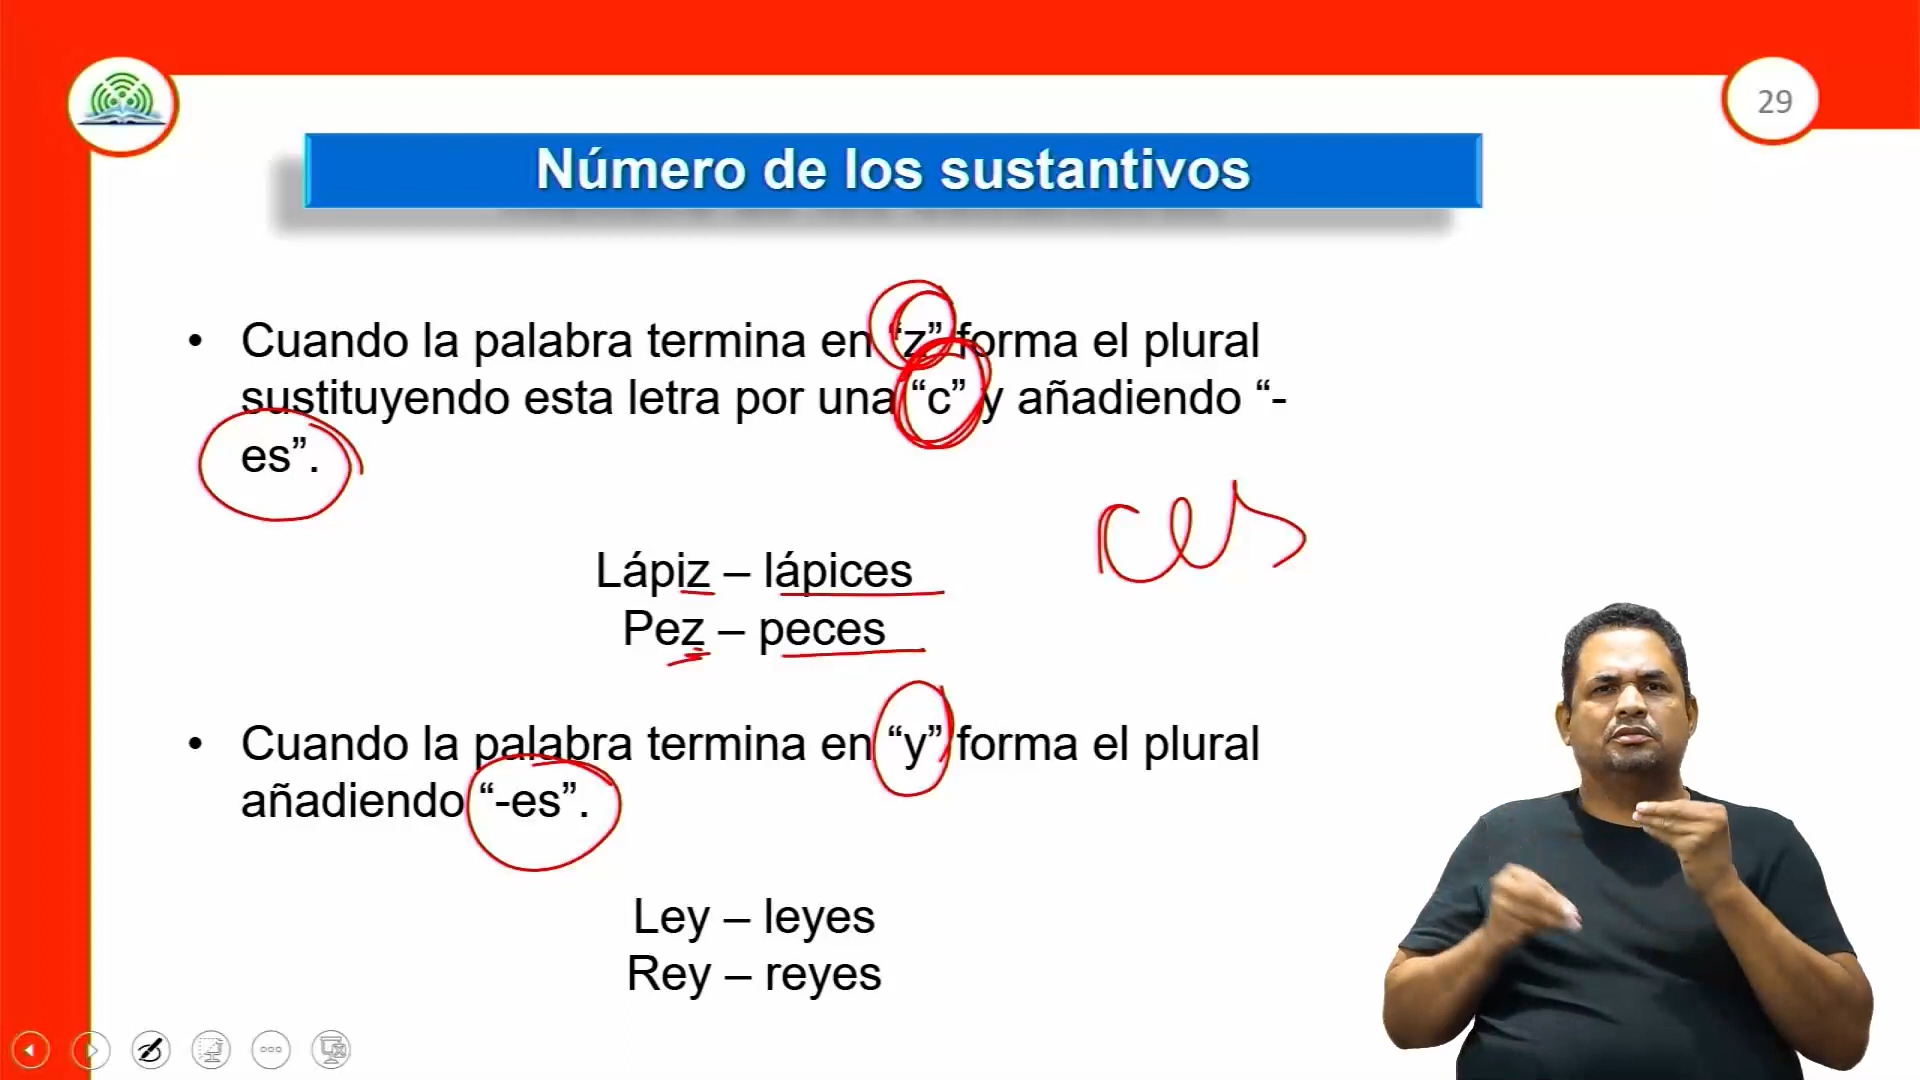 29
Número de los sustantivos
• Cuando la palabra termina en “z” forma el plural
sustituyendo esta letra por una “c” y añadiendo “-
es”.
ces
Lápiz – lápices
Pez – peces
• Cuando la palabra termina en “y” forma el plural
añadiendo “-es”.
Ley – leyes
Rey – reyes